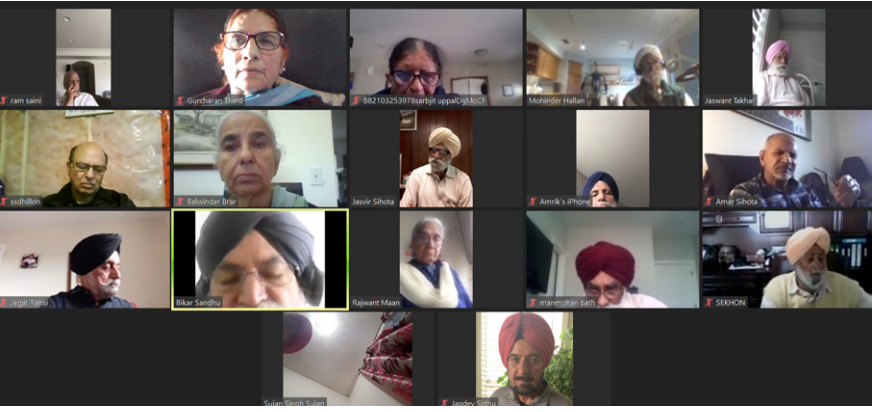 ram saini
Gurcharan Thind
882103253978sarbjit uppalDgMoCF
Mohinder Hallan
Jaswant Takhar
ssdhillon
Balwinder Brar
Jasvir Sihota
Amrik's iPhone
Amar Sihota
Jagjit Rahsi
Bikar Sandhu
Rajwant Maan
manmohan bath
SEKHON
Sujan Singh Sajan
Jagdev Sidhu